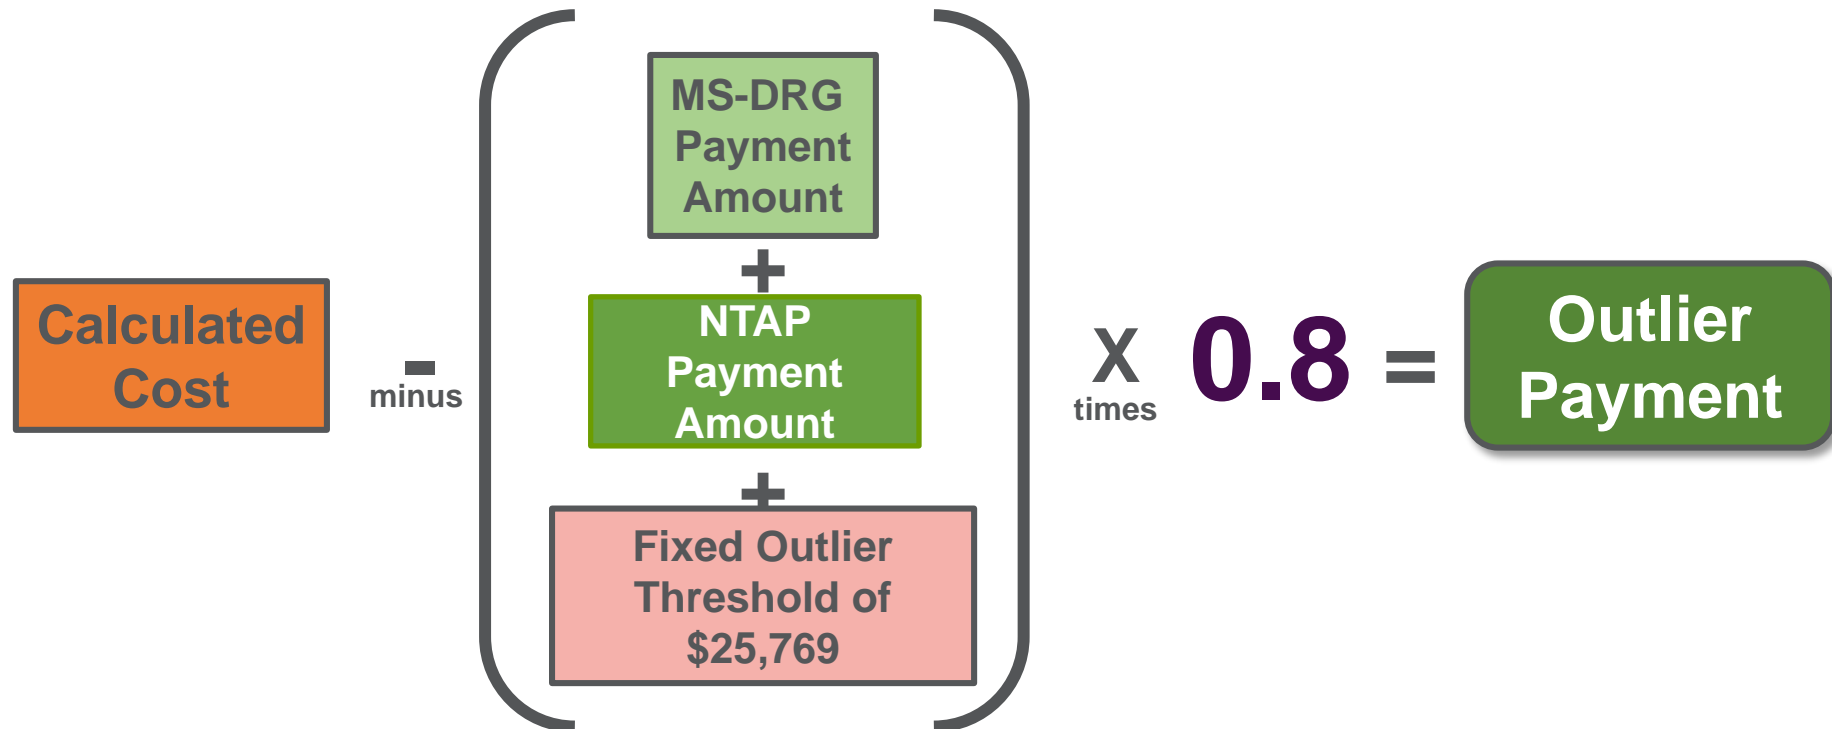 Calculated
Cost
-
minus
MS-DRG
Payment
Amount
+
NTAP
Payment
Amount
+
Fixed Outlier
Threshold of
$25,769
X
times
0.8
=
Outlier
Payment